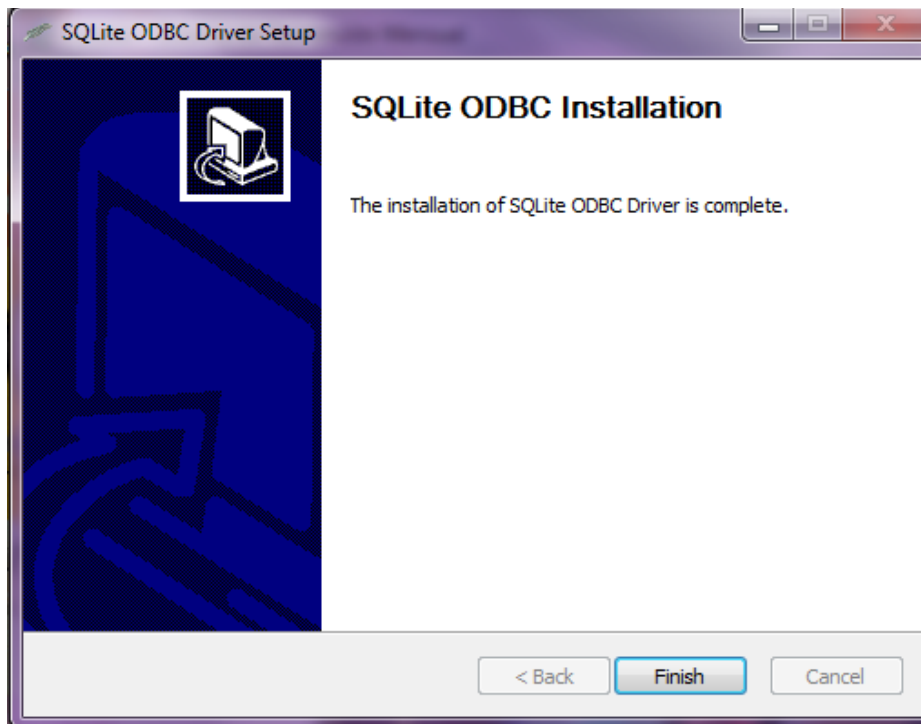 SQLite ODBC Driver Setup
SQLite ODBC Installation
The installation of SQLite ODBC Driver is complete.
< Back
Finish
Cancel